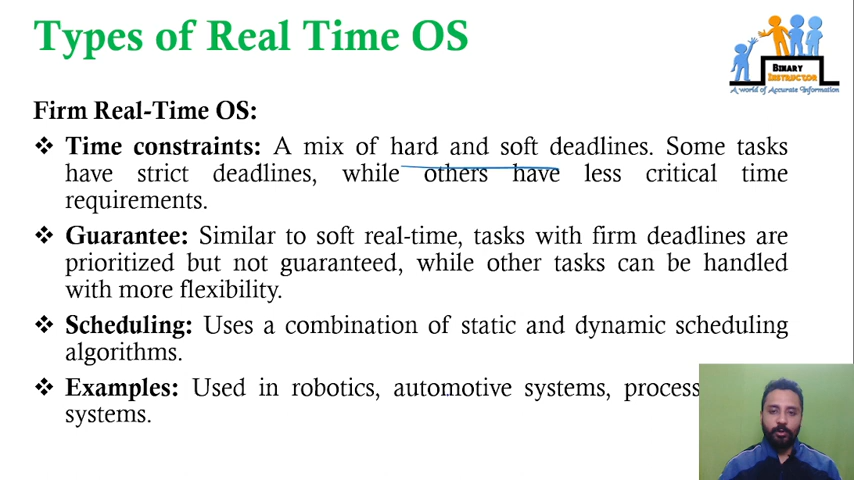 Types of Real Time OS
BINARY
INSTRUCTOR
A world of Accurate Information
Firm Real-Time OS:
❖ Time constraints: A mix of hard and soft deadlines. Some tasks
have strict deadlines, while others have less critical time
requirements.
❖ Guarantee: Similar to soft real-time, tasks with firm deadlines are
prioritized but not guaranteed, while other tasks can be handled
with more flexibility.
❖ Scheduling: Uses a combination of static and dynamic scheduling
algorithms.
❖ Examples: Used in robotics, automotive systems, process
systems.